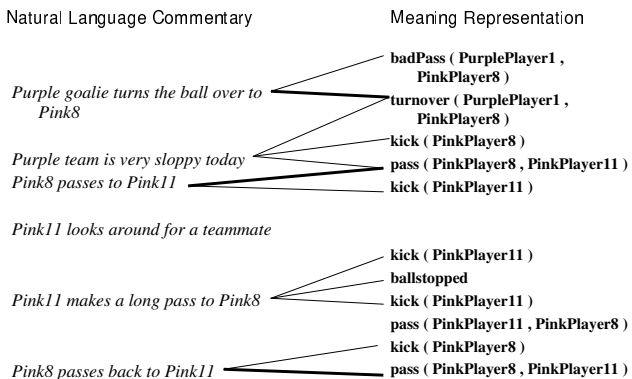 Natural Language Commentary
Meaning Representation
badPass ( PurplePlayer1 ,
PinkPlayer8 )
Purple goalie turns the ball over to
Pink8
turnover ( PurplePlayer1 ,
PinkPlayer8 )
kick ( PinkPlayer8 )
Purple team is very sloppy today
pass ( PinkPlayer8 , PinkPlayer11 )
Pink8 passes to Pink11
kick ( PinkPlayer11 )
Pink11 looks around for a teammate
kick ( PinkPlayer11 )
ballstopped
Pink11 makes a long pass to Pink8
kick ( PinkPlayer11 )
pass ( PinkPlayer11 , PinkPlayer8 )
kick ( PinkPlayer8 )
Pink8 passes back to Pink11
pass ( PinkPlayer8 , PinkPlayer11 )